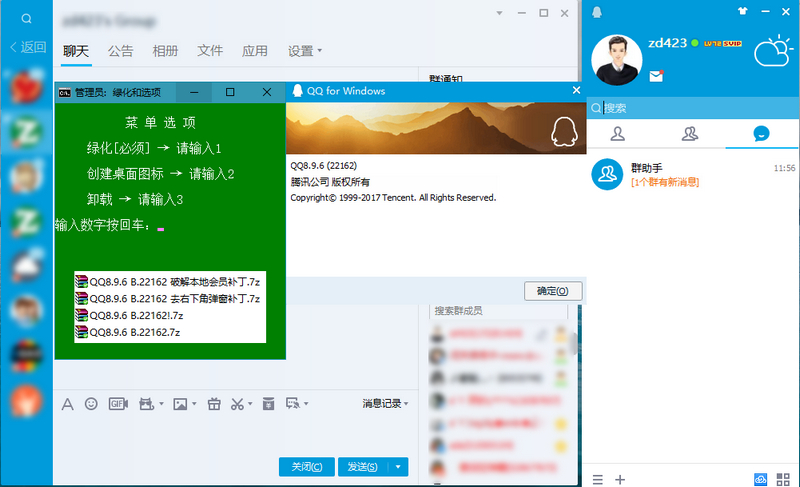 返回
聊天
公告
相册
文件
应用
设置
群通知
管理员: 绿化和选项
菜 单 选 项
绿化[必须] → 请输入1
创建桌面图标 → 请输入2
卸载 → 请输入3
输入数字按回车:
QQ8.9.6 B.22162 破解本地会员补丁.7z
QQ8.9.6 B.22162 去右下角弹窗补丁.7z
QQ8.9.6 B.22162!.7z
QQ8.9.6 B.22162.7z
QQ for Windows
QQ8.9.6 (22162)
腾讯公司 版权所有
Copyright© 1999-2017 Tencent. All Rights Reserved.
确定(O)
搜索群成员
GIF
消息记录
关闭(C)
发送(S)
zd423
LV78 SVIP
搜索
群助手
11:56
[1个群有新消息]